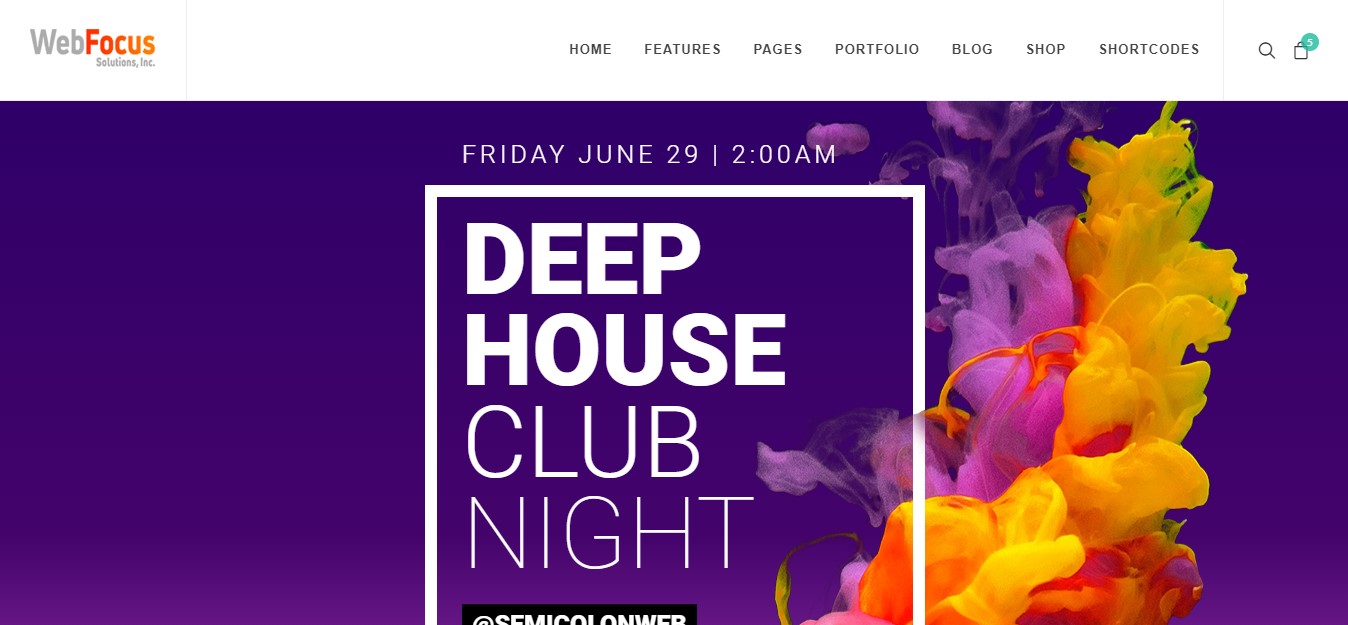 WebFocus
Solutions, Inc.
HOME FEATURES PAGES PORTFOLIO BLOG SHOP SHORTCODES
5
FRIDAY JUNE 29 | 2:00AM
DEEP
HOUSE
CLUB
NIGHT
@SEMICOLONWEB